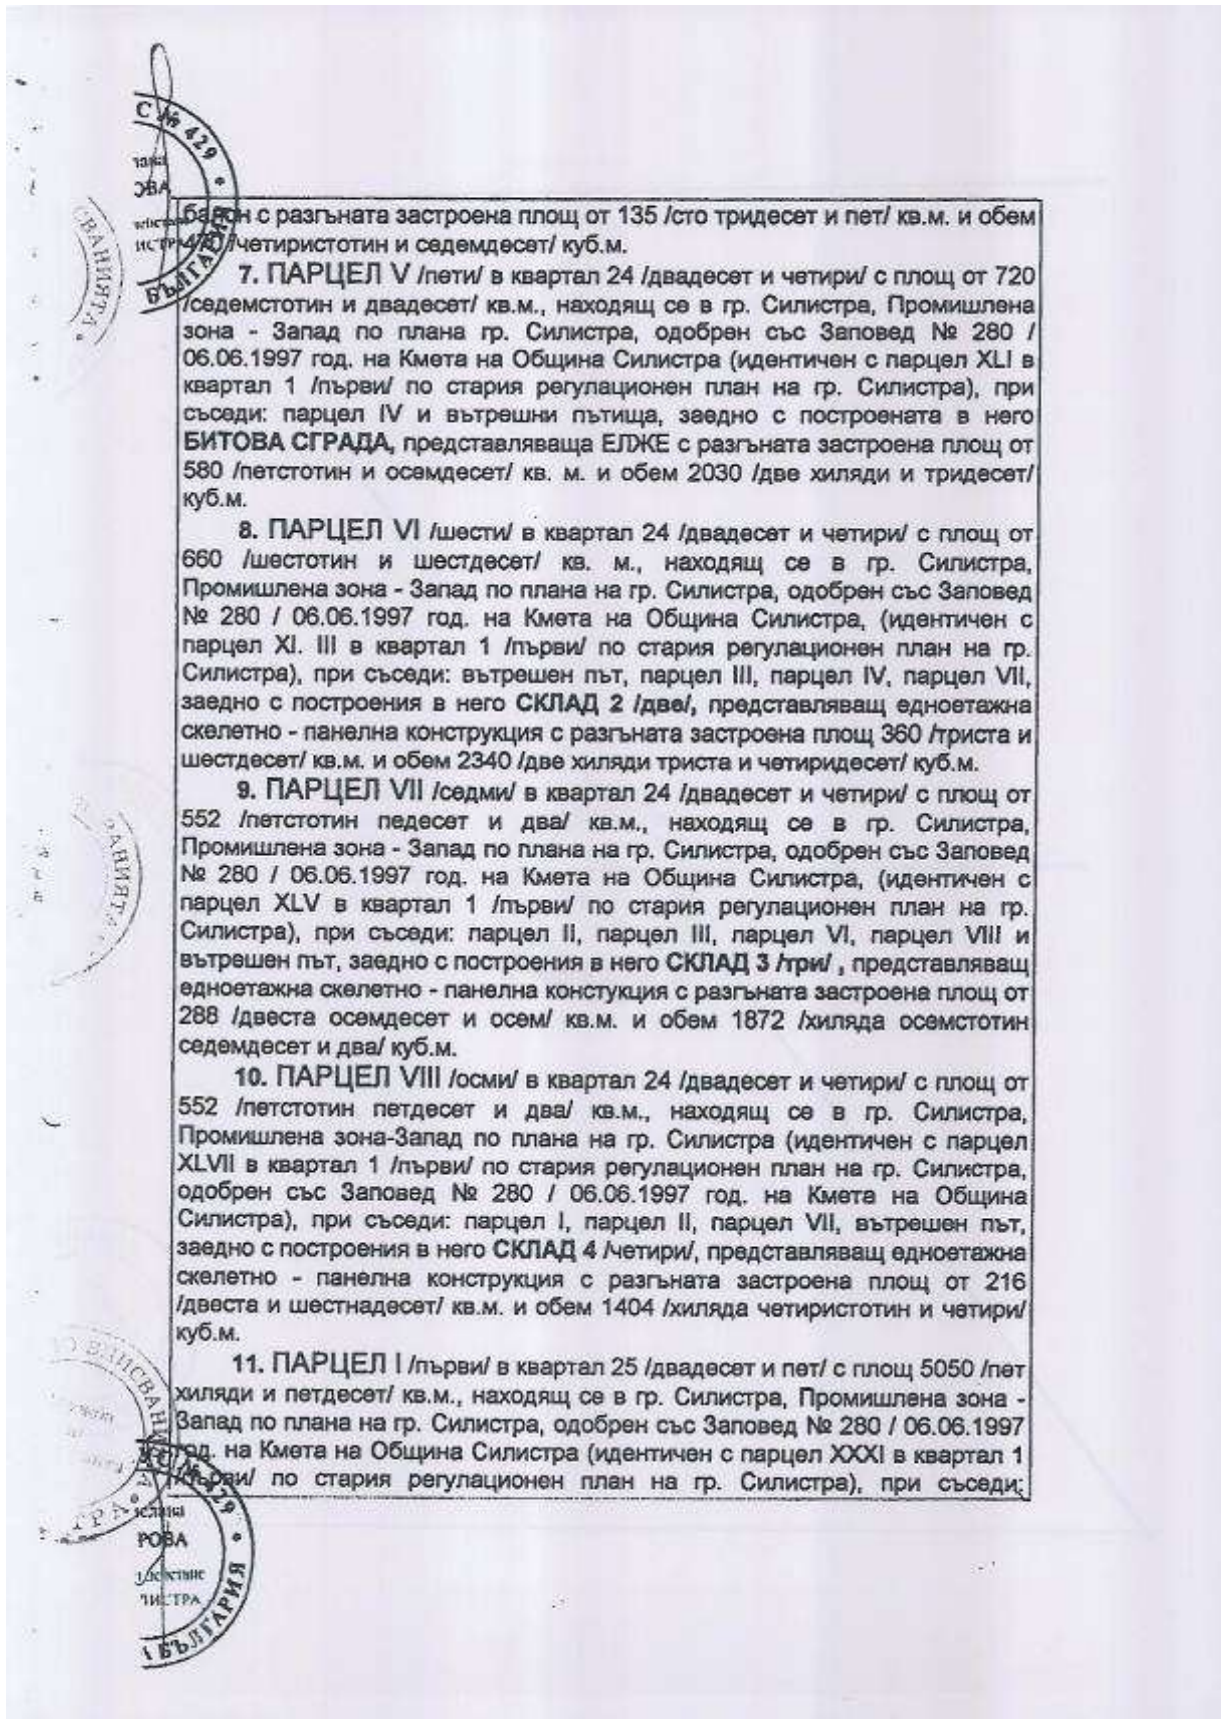 С № 429 •
ОВА
БЪЛГАРИЯ
СВАНИЯТА •
балон с разгъната застроена площ от 135 /сто тридесет и пет/ кв.м. и обем
470 /четиристотин и седемдесет/ куб.м.
7. ПАРЦЕЛ V /пети/ в квартал 24 /двадесет и четири/ с площ от 720
/седемстотин и двадесет/ кв.м., находящ се в гр. Силистра, Промишлена
зона - Запад по плана гр. Силистра, одобрен със Заповед № 280 /
06.06.1997 год. на Кмета на Община Силистра (идентичен с парцел XLI в
квартал 1 /първи/ по стария регулационен план на гр. Силистра), при
съседи: парцел IV и вътрешни пътища, заедно с построената в него
БИТОВА СГРАДА, представляваща ЕЛЖЕ с разгъната застроена площ от
580 /петстотин и осемдесет/ кв. м. и обем 2030 /две хиляди и тридесет/
куб.м.
8. ПАРЦЕЛ VI /шести/ в квартал 24 /двадесет и четири/ с площ от
660 /шестотин и шестдесет/ кв. м., находящ се в гр. Силистра,
Промишлена зона - Запад по плана на гр. Силистра, одобрен със Заповед
№ 280 / 06.06.1997 год. на Кмета на Община Силистра, (идентичен с
парцел XI. III в квартал 1 /първи/ по стария регулационен план на гр.
Силистра), при съседи: вътрешен път, парцел III, парцел IV, парцел VII,
заедно с построения в него СКЛАД 2 /две/, представляващ едноетажна
скелетно - панелна конструкция с разгъната застроена площ 360 /триста и
шестдесет/ кв.м. и обем 2340 /две хиляди триста и четиридесет/ куб.м.
9. ПАРЦЕЛ VII /седми/ в квартал 24 /двадесет и четири/ с площ от
552 /петстотин педесет и два/ кв.м., находящ се в гр. Силистра,
Промишлена зона - Запад по плана на гр. Силистра, одобрен със Заповед
№ 280 / 06.06.1997 год. на Кмета на Община Силистра, (идентичен с
парцел XLV в квартал 1 /първи/ по стария регулационен план на гр.
Силистра), при съседи: парцел II, парцел III, парцел VI, парцел VIII и
вътрешен път, заедно с построения в него СКЛАД 3 /три/ , представляващ
едноетажна скелетно - панелна констукция с разгъната застроена площ от
288 /двеста осемдесет и осем/ кв.м. и обем 1872 /хиляда осемстотин
седемдесет и два/ куб.м.
10. ПАРЦЕЛ VIII /осми/ в квартал 24 /двадесет и четири/ с площ от
552 /петстотин петдесет и два/ кв.м., находящ се в гр. Силистра,
Промишлена зона-Запад по плана на гр. Силистра (идентичен с парцел
XLVII в квартал 1 /първи/ по стария регулационен план на гр. Силистра,
одобрен със Заповед № 280 / 06.06.1997 год. на Кмета на Община
Силистра), при съседи: парцел I, парцел II, парцел VII, вътрешен път,
заедно с построения в него СКЛАД 4 /четири/, представляващ едноетажна
скелетно - панелна конструкция с разгъната застроена площ от 216
/двеста и шестнадесет/ кв.м. и обем 1404 /хиляда четиристотин и четири/
куб.м.
11. ПАРЦЕЛ I /първи/ в квартал 25 /двадесет и пет/ с площ 5050 /пет
хиляди и петдесет/ кв.м., находящ се в гр. Силистра, Промишлена зона -
Запад по плана на гр. Силистра, одобрен със Заповед № 280 / 06.06.1997
год. на Кмета на Община Силистра (идентичен с парцел XXXI в квартал 1
/първи/ по стария регулационен план на гр. Силистра), при съседи:
С № 429 •
РОВА
БЪЛГАРИЯ